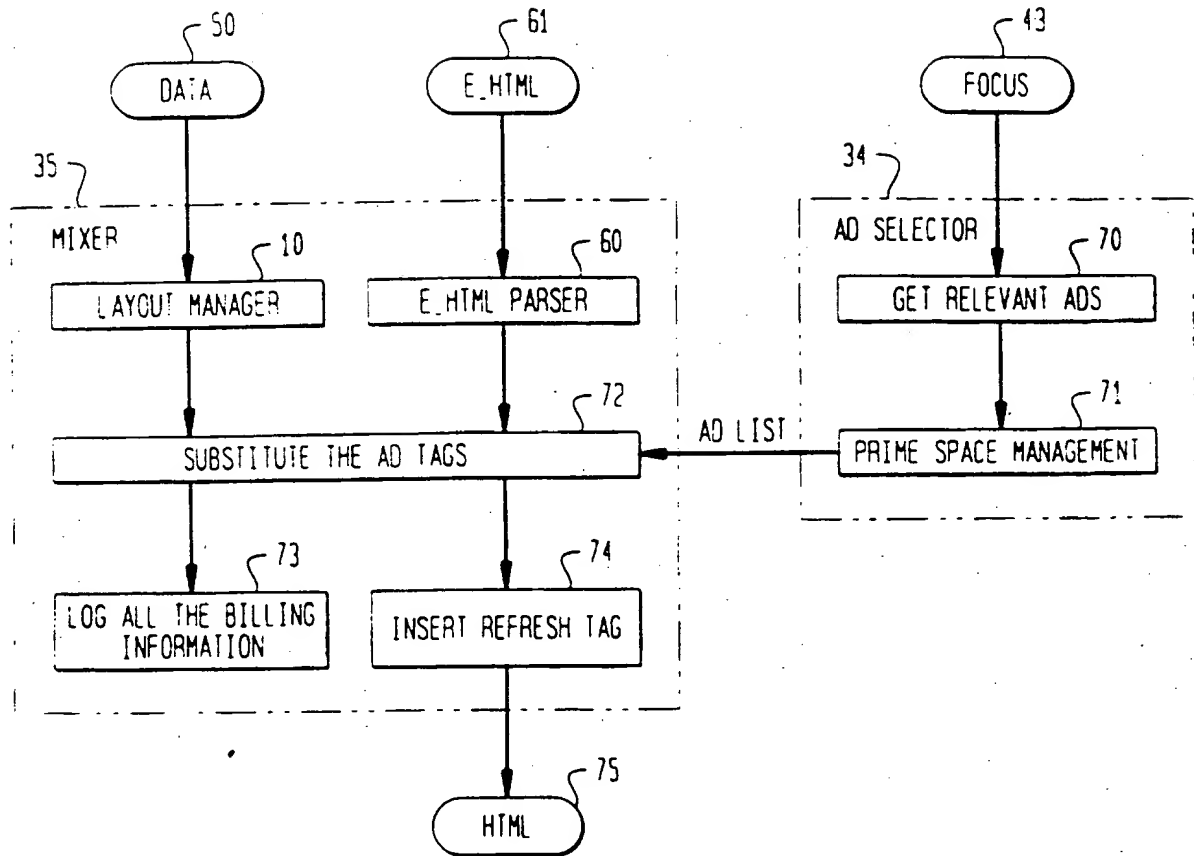 50
61
43
DATA
E_HTML
FOCUS
35
34
MIXER
10
60
AD SELECTOR
70
LAYOUT MANAGER
E_HTML PARSER
GET RELEVANT ADS
72
71
SUBSTITUTE THE AD TAGS
AD LIST
PRIME SPACE MANAGEMENT
73
74
LOG ALL THE BILLING
INFORMATION
INSERT REFRESH TAG
75
HTML